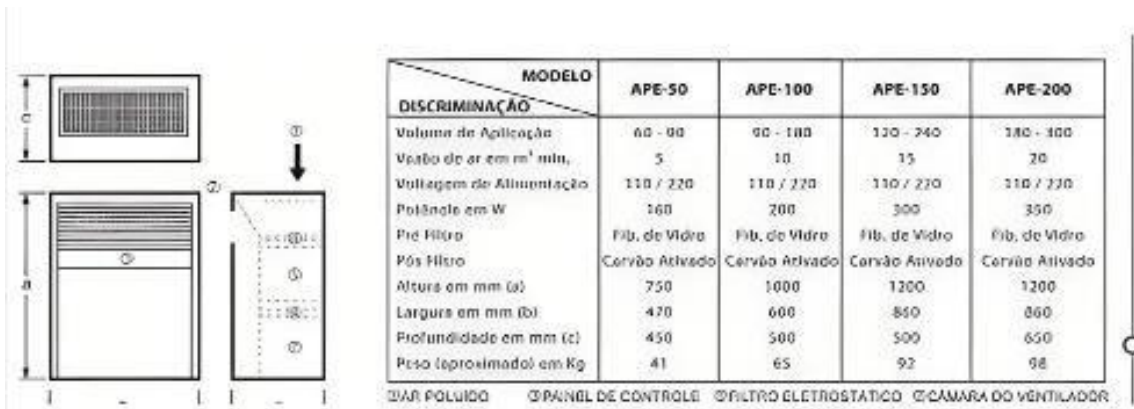 MODELO
DISCRIMINAÇÃO
APE-50 APE-100 APE-150 APE-200
Volume de Aplicação 60 - 90 90 - 180 120 - 240 180 - 300
Vazão de ar em m³ min. 5 10 15 20
Voltagem de Alimentação 110 / 220 110 / 220 110 / 220 110 / 220
Potência em W 160 200 300 350
Pré Filtro Fib. de Vidro Fib. de Vidro Fib. de Vidro Fib. de Vidro
Pós Filtro Carvão Ativado Carvão Ativado Carvão Ativado Carvão Ativado
Altura em mm (a) 750 1000 1200 1200
Largura em mm (b) 470 600 860 860
Profundidade em mm (c) 450 500 500 650
Peso (aproximado) em Kg 41 65 92 98
AR POLUIDO PAINEL DE CONTROLE FILTRO ELETROSTÁTICO CÂMARA DO VENTILADOR
c
a